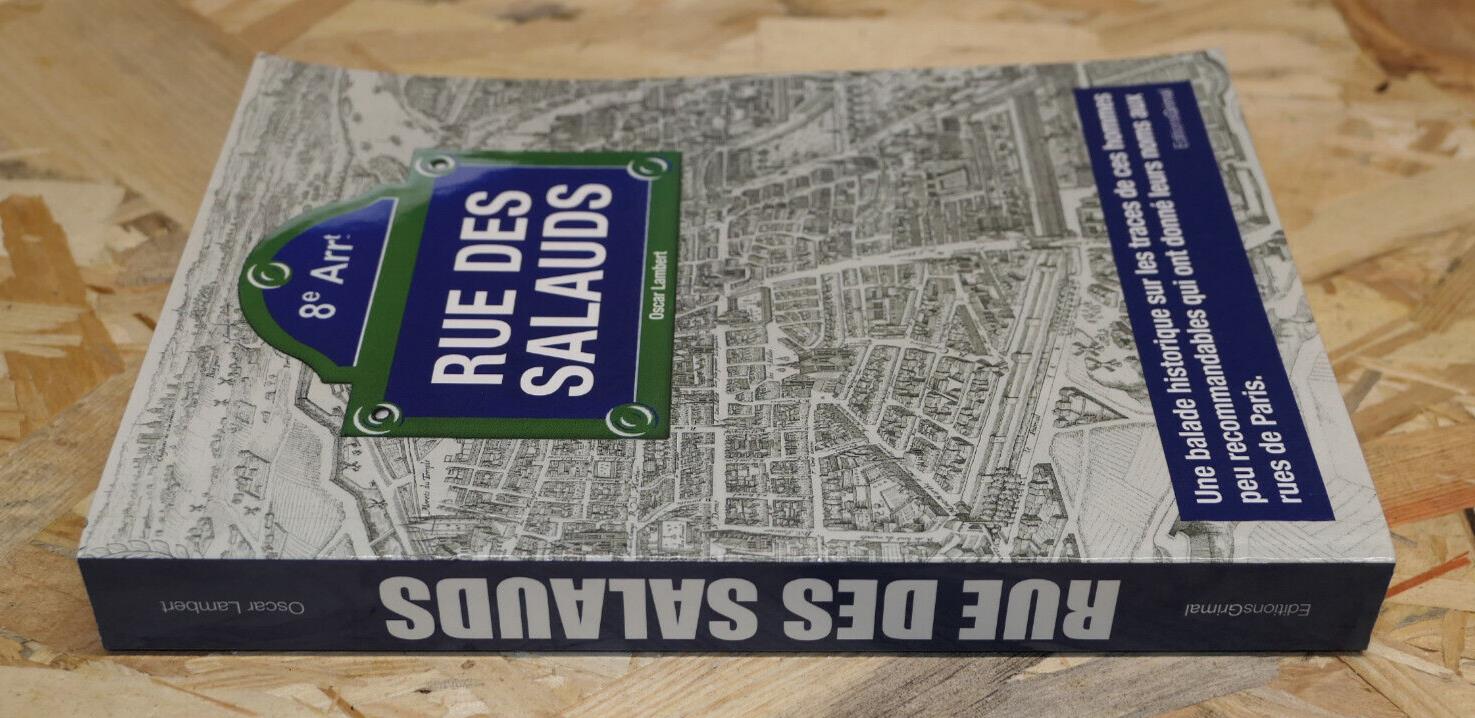 8e Arrt
RUE DES
SALAUDS
Oscar Lambert
Une balade historique sur les traces de ces hommes
peu recommandables qui ont donné leurs noms aux
rues de Paris.
EditionsGrimal
Oscar Lambert
RUE DES SALAUDS
EditionsGrimal